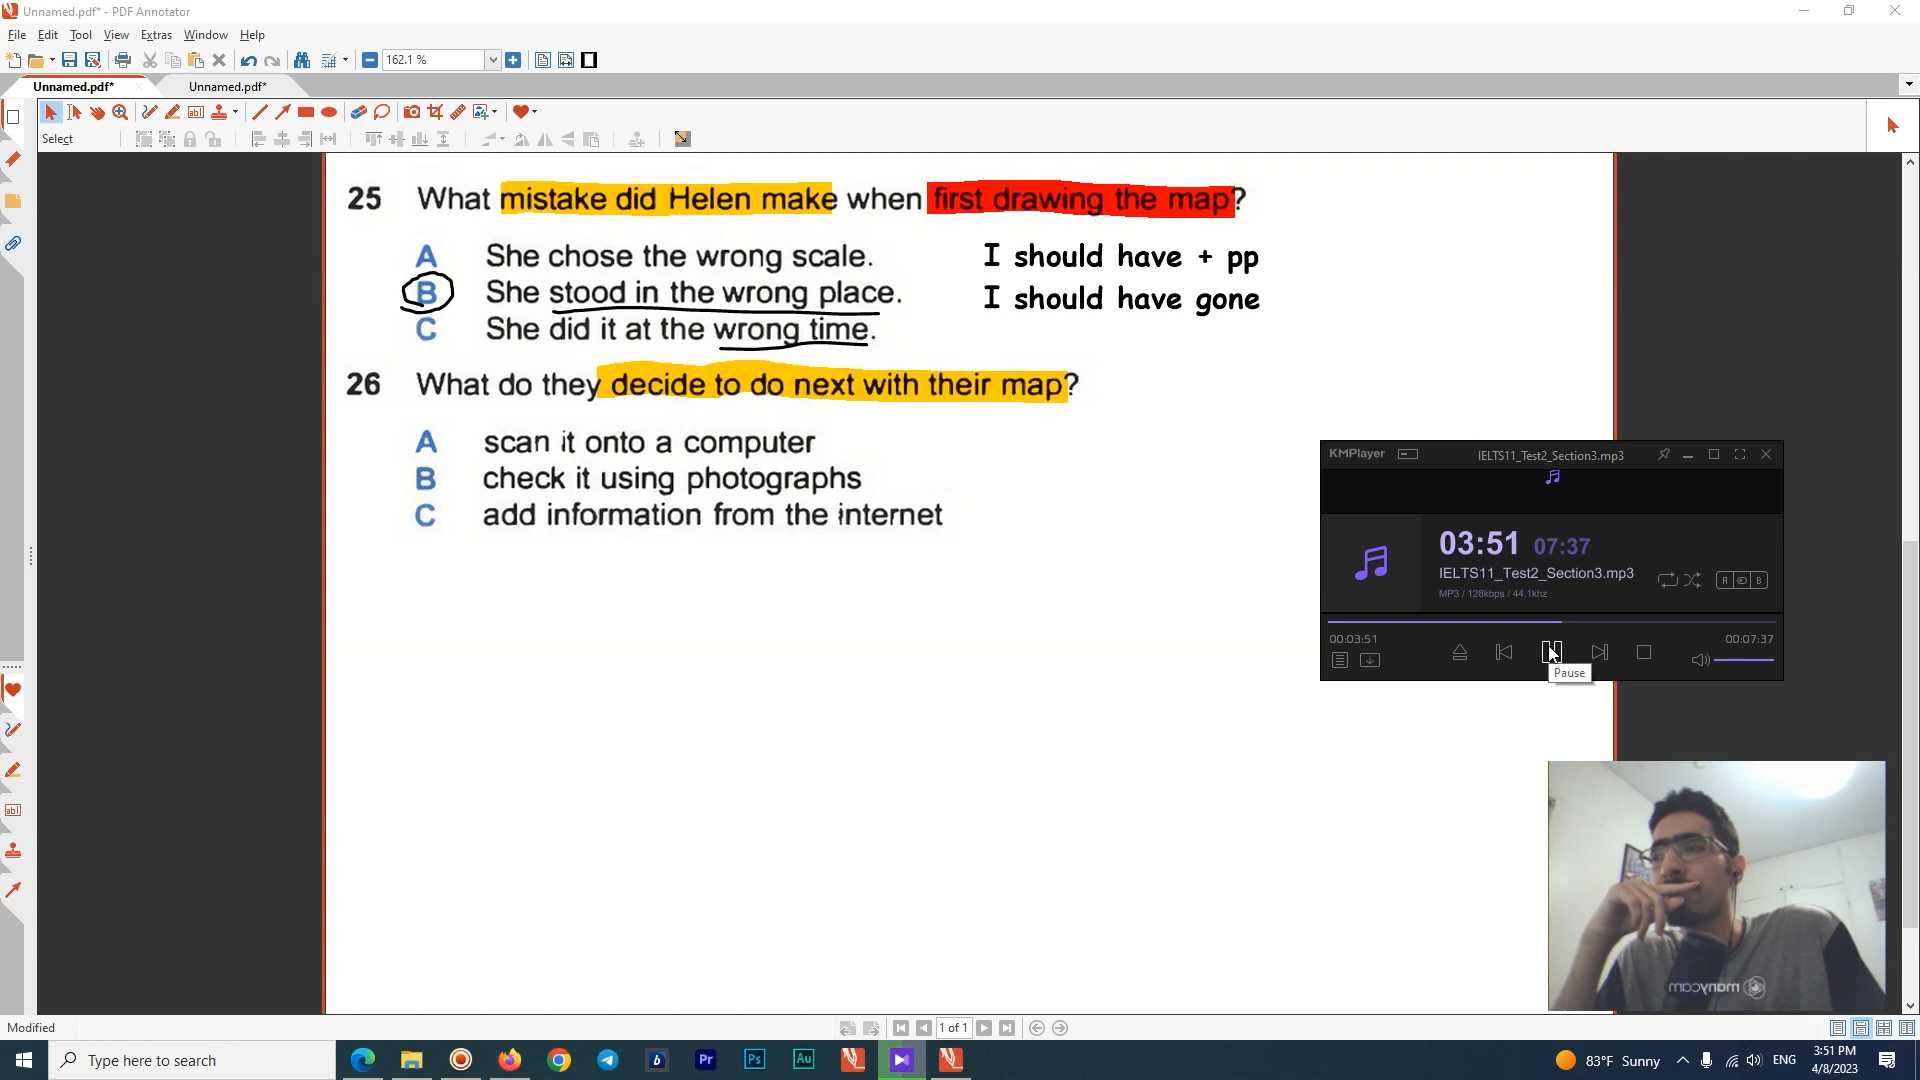 Unnamed.pdf* - PDF Annotator
File Edit Tool View Extras Window Help
162.1 %
Unnamed.pdf* Unnamed.pdf*
Select
25 What mistake did Helen make when first drawing the map?
A She chose the wrong scale.
B She stood in the wrong place.
C She did it at the wrong time.
I should have + pp
I should have gone
26 What do they decide to do next with their map?
A scan it onto a computer
B check it using photographs
C add information from the internet
KMPlayer IELTS11_Test2_Section3.mp3
03:51 07:37
IELTS11_Test2_Section3.mp3
MP3 / 128kbps / 44.1khz
A B
00:03:51 00:07:37
Pause
manycam
Modified
1 of 1
Type here to search
b Pr Ps Au
83°F Sunny
ENG
3:51 PM
4/8/2023